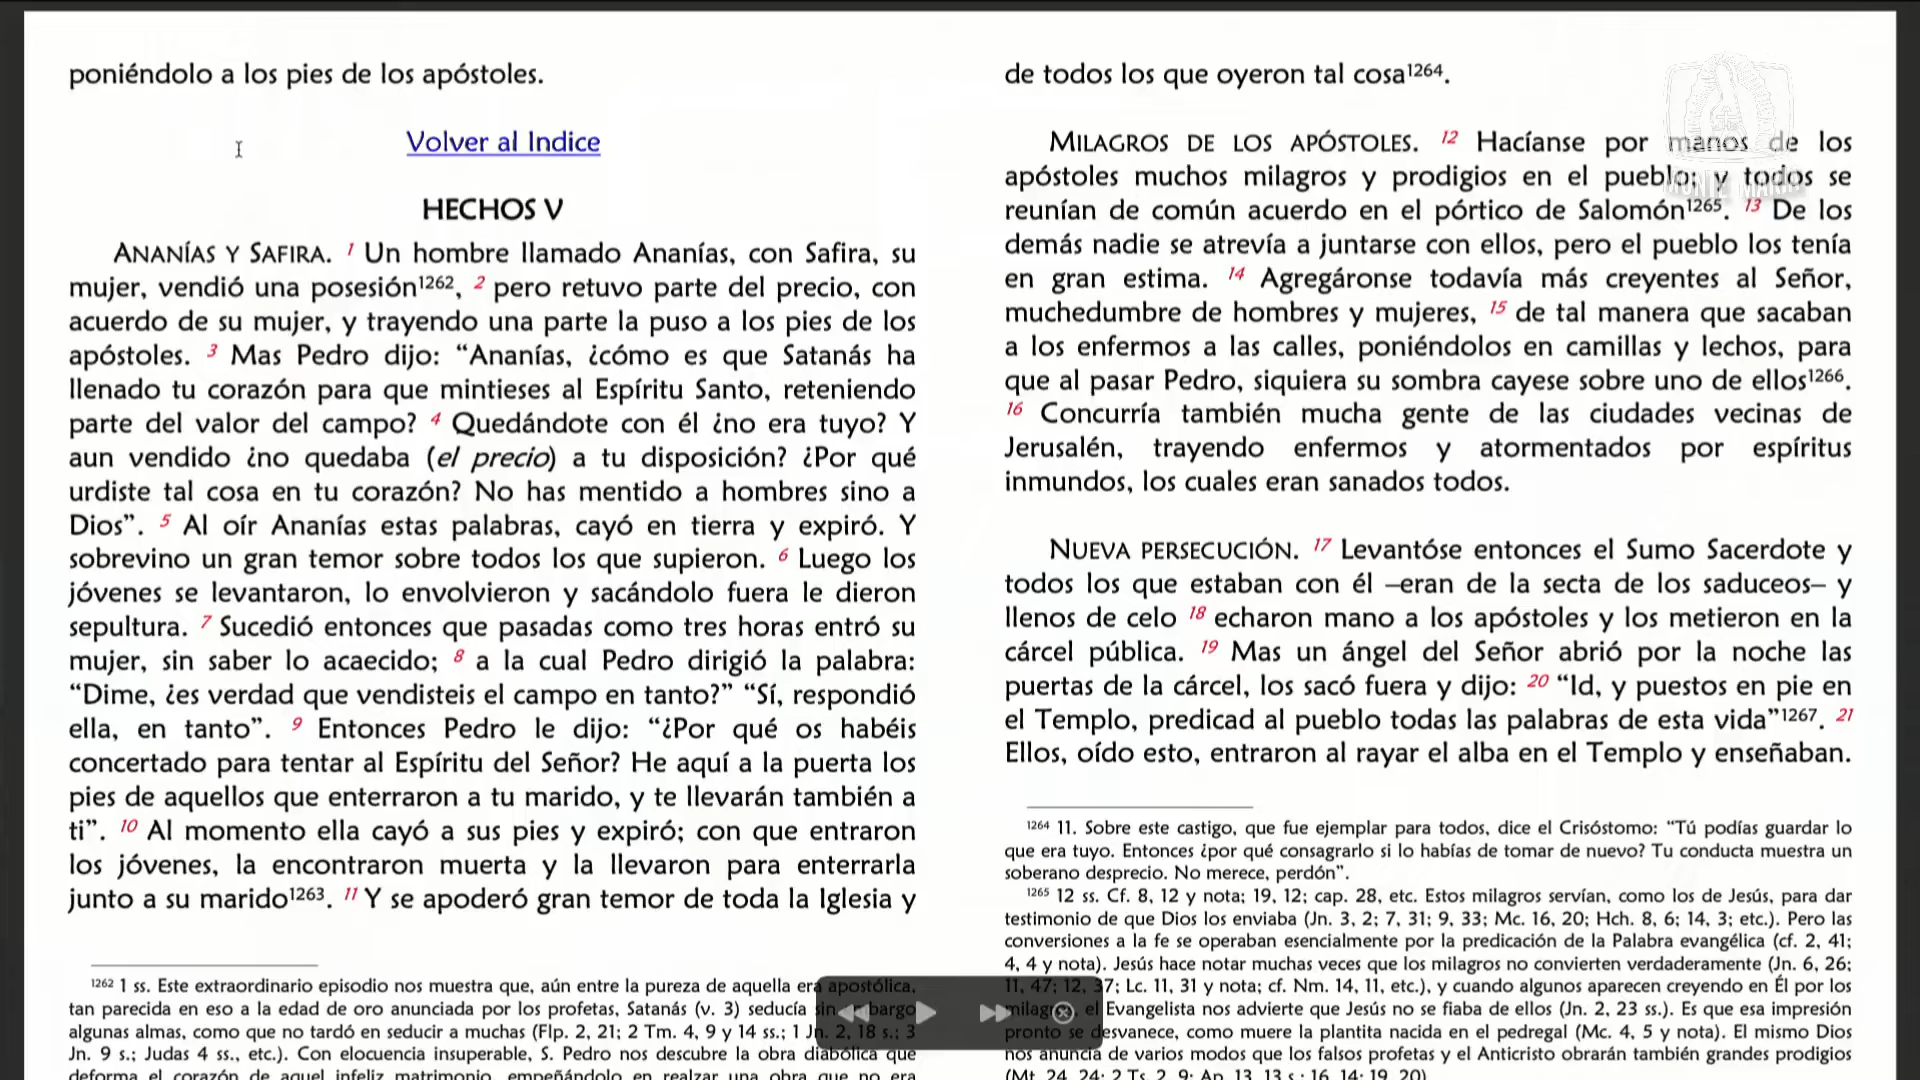 poniéndolo a los pies de los apóstoles.
Volver al Indice
HECHOS V
ANANÍAS Y SAFIRA. 1 Un hombre llamado Ananías, con Safira, su
mujer, vendió una posesión1262, 2 pero retuvo parte del precio, con
acuerdo de su mujer, y trayendo una parte la puso a los pies de los
apóstoles. 3 Mas Pedro dijo: “Ananías, ¿cómo es que Satanás ha
llenado tu corazón para que mintieses al Espíritu Santo, reteniendo
parte del valor del campo? 4 Quedándote con él ¿no era tuyo? Y
aun vendido ¿no quedaba (el precio) a tu disposición? ¿Por qué
urdiste tal cosa en tu corazón? No has mentido a hombres sino a
Dios”. 5 Al oír Ananías estas palabras, cayó en tierra y expiró. Y
sobrevino un gran temor sobre todos los que supieron. 6 Luego los
jóvenes se levantaron, lo envolvieron y sacándolo fuera le dieron
sepultura. 7 Sucedió entonces que pasadas como tres horas entró su
mujer, sin saber lo acaecido; 8 a la cual Pedro dirigió la palabra:
“Dime, ¿es verdad que vendisteis el campo en tanto?” “Sí, respondió
ella, en tanto”. 9 Entonces Pedro le dijo: “¿Por qué os habéis
concertado para tentar al Espíritu del Señor? He aquí a la puerta los
pies de aquellos que enterraron a tu marido, y te llevarán también a
ti”. 10 Al momento ella cayó a sus pies y expiró; con que entraron
los jóvenes, la encontraron muerta y la llevaron para enterrarla
junto a su marido1263. 11 Y se apoderó gran temor de toda la Iglesia y
1262 1 ss. Este extraordinario episodio nos muestra que, aún entre la pureza de aquella era apostólica,
tan parecida en eso a la edad de oro anunciada por los profetas, Satanás (v. 3) seducía sin embargo
algunas almas, como que no tardó en seducir a muchas (Flp. 2, 21; 2 Tm. 4, 9 y 14 ss.; 1 Jn. 2, 18 s.; 3
Jn. 9 s.; Judas 4 ss., etc.). Con elocuencia insuperable, S. Pedro nos descubre la obra diabólica que
deforma el corazón de aquel infeliz matrimonio, empeñándolo en realzar una obra que no era
de todos los que oyeron tal cosa1264.
MILAGROS DE LOS APÓSTOLES. 12 Hacíanse por manos de los
apóstoles muchos milagros y prodigios en el pueblo; y todos se
reunían de común acuerdo en el pórtico de Salomón1265. 13 De los
demás nadie se atrevía a juntarse con ellos, pero el pueblo los tenía
en gran estima. 14 Agregáronse todavía más creyentes al Señor,
muchedumbre de hombres y mujeres, 15 de tal manera que sacaban
a los enfermos a las calles, poniéndolos en camillas y lechos, para
que al pasar Pedro, siquiera su sombra cayese sobre uno de ellos1266.
16 Concurría también mucha gente de las ciudades vecinas de
Jerusalén, trayendo enfermos y atormentados por espíritus
inmundos, los cuales eran sanados todos.
NUEVA PERSECUCIÓN. 17 Levantóse entonces el Sumo Sacerdote y
todos los que estaban con él –eran de la secta de los saduceos– y
llenos de celo 18 echaron mano a los apóstoles y los metieron en la
cárcel pública. 19 Mas un ángel del Señor abrió por la noche las
puertas de la cárcel, los sacó fuera y dijo: 20 “Id, y puestos en pie en
el Templo, predicad al pueblo todas las palabras de esta vida”1267. 21
Ellos, oído esto, entraron al rayar el alba en el Templo y enseñaban.
1264 11. Sobre este castigo, que fue ejemplar para todos, dice el Crisóstomo: “Tú podías guardar lo
que era tuyo. Entonces ¿por qué consagrarlo si lo habías de tomar de nuevo? Tu conducta muestra un
soberano desprecio. No merece, perdón”.
1265 12 ss. Cf. 8, 12 y nota; 19, 12; cap. 28, etc. Estos milagros servían, como los de Jesús, para dar
testimonio de que Dios los enviaba (Jn. 3, 2; 7, 31; 9, 33; Mc. 16, 20; Hch. 8, 6; 14, 3; etc.). Pero las
conversiones a la fe se operaban esencialmente por la predicación de la Palabra evangélica (cf. 2, 41;
4, 4 y nota). Jesús hace notar muchas veces que los milagros no convierten verdaderamente (Jn. 6, 26;
11, 47; 12, 37; Lc. 11, 31 y nota; cf. Nm. 14, 11, etc.), y cuando algunos aparecen creyendo en Él por los
milagros, el Evangelista nos advierte que Jesús no se fiaba de ellos (Jn. 2, 23 ss.). Es que esa impresión
pronto se desvanece, como muere la plantita nacida en el pedregal (Mc. 4, 5 y nota). El mismo Dios
nos anuncia de varios modos que los falsos profetas y el Anticristo obrarán también grandes prodigios
(Mt. 24, 24; 2 Ts. 2, 9; Ap. 13, 13 s.; 16, 14; 19, 20)